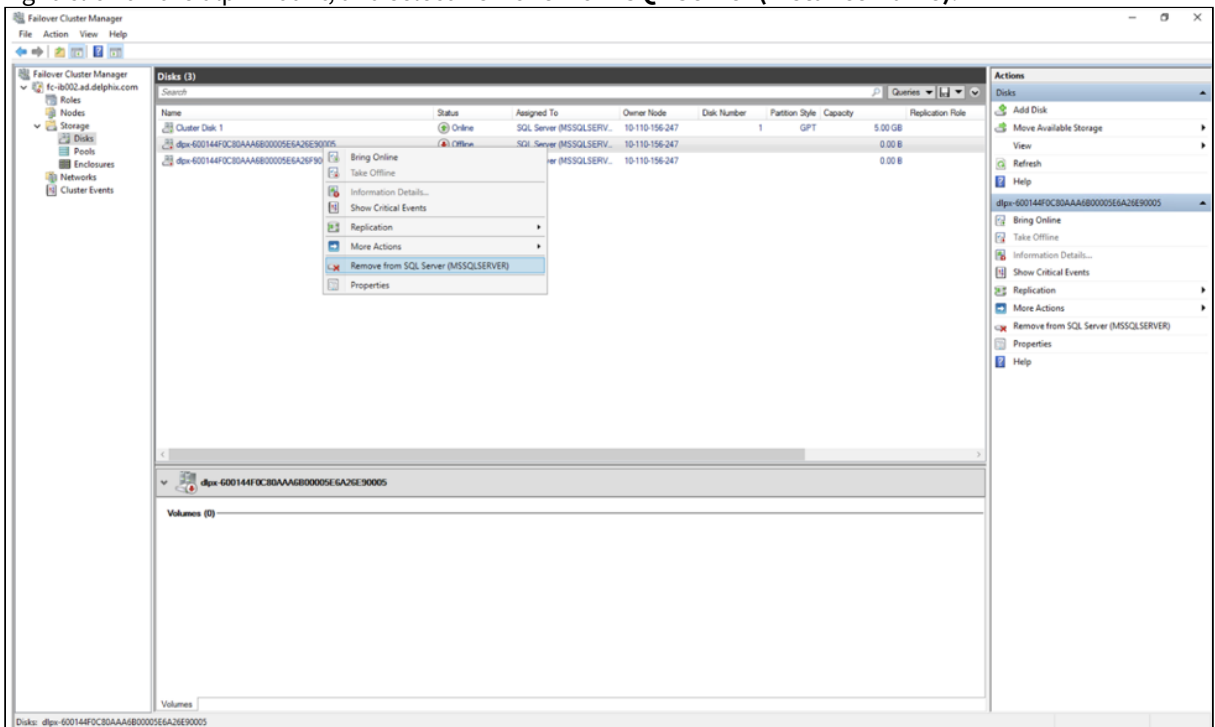 Failover Cluster Manager
File Action View Help
Failover Cluster Manager
fc-ib002.ad.delphix.com
Roles
Nodes
Storage
Disks
Pools
Enclosures
Networks
Cluster Events
Disks (3)
Search
Queries
Name Status Assigned To Owner Node Disk Number Partition Style Capacity Replication Role
Cluster Disk 1 Online SQL Server (MSSQLSERV... 10-110-156-247 1 GPT 5.00 GB
dlpx-600144F0C80AAA6B00005E6A26E90005 Offline SQL Server (MSSQLSERV... 10-110-156-247 0.00 B
dlpx-600144F0C80AAA6B00005E6A26F90 er (MSSQLSERV... 10-110-156-247 0.00 B
Bring Online
Take Offline
Information Details...
Show Critical Events
Replication
More Actions
Remove from SQL Server (MSSQLSERVER)
Properties
dlpx-600144F0C80AAA6B00005E6A26E90005
Volumes (0)
Volumes
Actions
Disks
Add Disk
Move Available Storage
View
Refresh
Help
dlpx-600144F0C80AAA6B00005E6A26E90005
Bring Online
Take Offline
Information Details...
Show Critical Events
Replication
More Actions
Remove from SQL Server (MSSQLSERVER)
Properties
Help
Disks: dlpx-600144F0C80AAA6B00005E6A26E90005